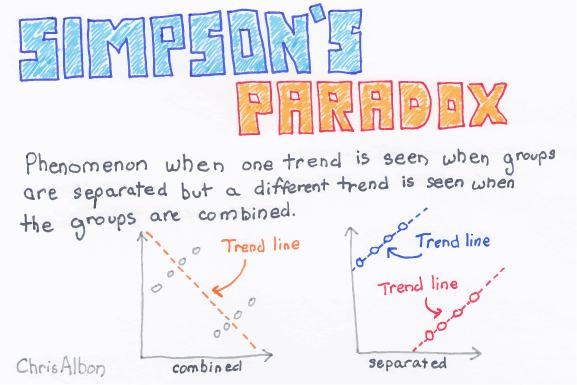 SIMPSON'S
PARADOX
Phenomenon when one trend is seen when groups
are separated but a different trend is seen when
the groups are combined.
Trend line
Trend line
Trend line
combined
separated
ChrisAlbon